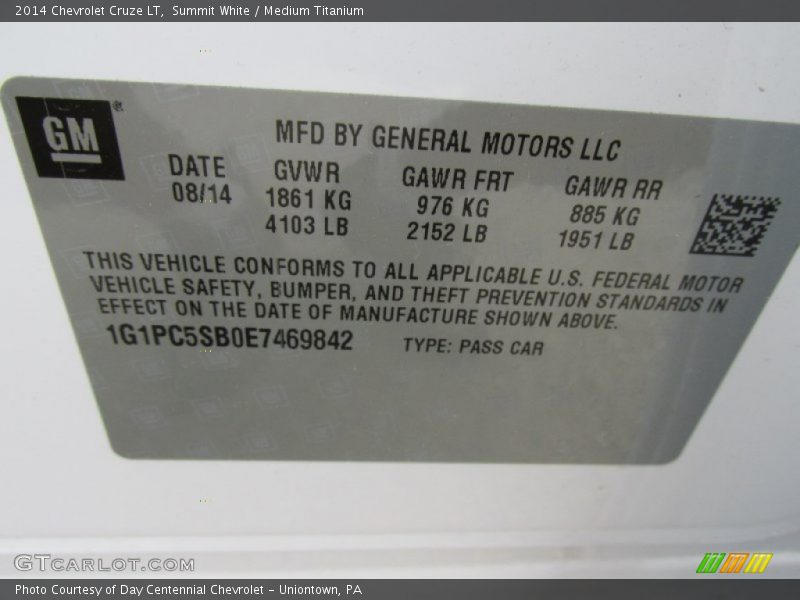 2014 Chevrolet Cruze LT, Summit White / Medium Titanium
GM®
MFD BY GENERAL MOTORS LLC
DATE GVWR GAWR FRT GAWR RR
08/14 1861 KG 976 KG 885 KG
4103 LB 2152 LB 1951 LB
THIS VEHICLE CONFORMS TO ALL APPLICABLE U.S. FEDERAL MOTOR
VEHICLE SAFETY, BUMPER, AND THEFT PREVENTION STANDARDS IN
EFFECT ON THE DATE OF MANUFACTURE SHOWN ABOVE.
1G1PC5SB0E7469842 TYPE: PASS CAR
GTCARLOT.COM
Photo Courtesy of Day Centennial Chevrolet - Uniontown, PA